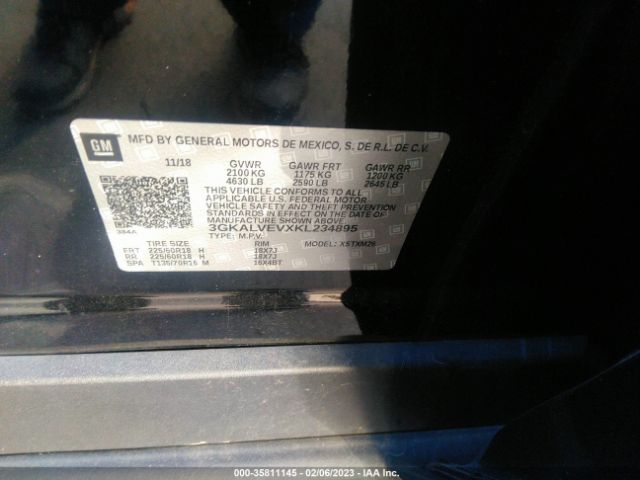 GM
MFD BY GENERAL MOTORS DE MEXICO, S. DE R.L. DE C.V.
11/18 GVWR GAWR FRT GAWR RR
2100 KG 1175 KG 1200 KG
4630 LB 2590 LB 2645 LB
THIS VEHICLE CONFORMS TO ALL
APPLICABLE U.S. FEDERAL MOTOR
VEHICLE SAFETY AND THEFT PREVENTION
STANDARDS IN EFFECT ON THE DATE OF
MANUFACTURE SHOWN ABOVE.
384A 3GKALVEVXKL234895
TYPE: M.P.V. MODEL: XSTXM26
TIRE SIZE RIM
FRT 225/60R18 H 18X7J
RR 225/60R18 H 18X7J
SPA T135/70R16 M 16X4BT
000-35811145 - 02/06/2023 - IAA Inc.